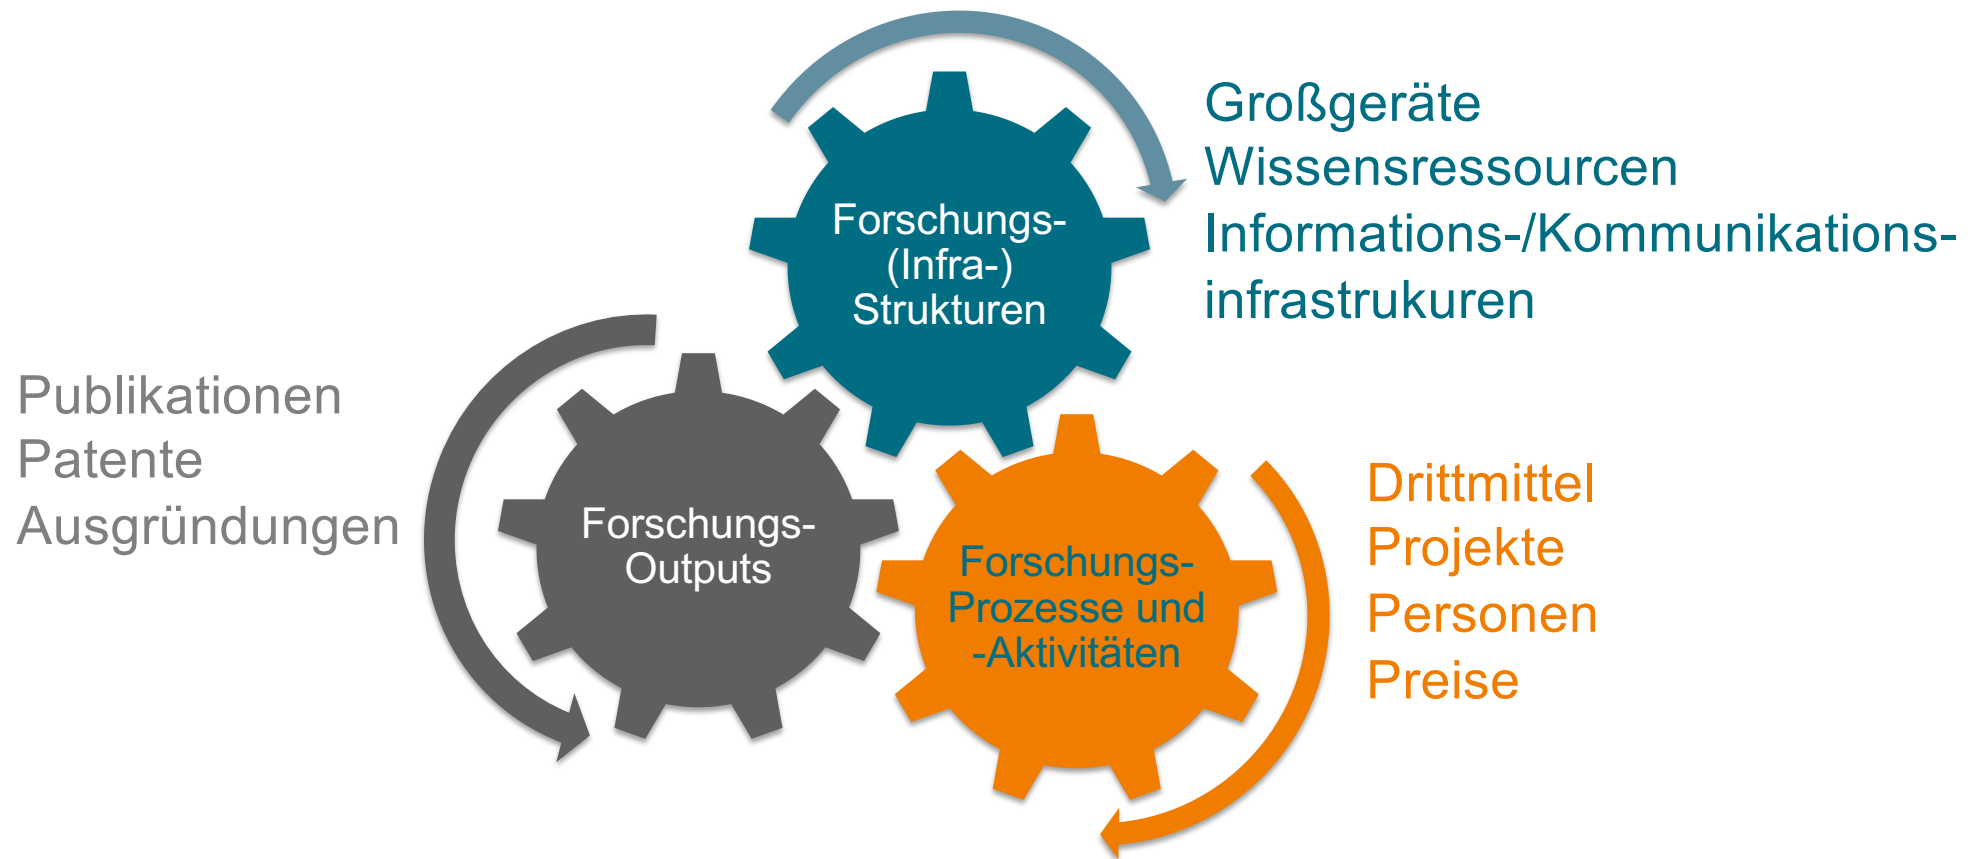 Forschungs-
(Infra-)
Strukturen
Großgeräte
Wissensressourcen
Informations-/Kommunikations-
infrastrukuren
Publikationen
Patente
Ausgründungen
Forschungs-
Outputs
Forschungs-
Prozesse und
-Aktivitäten
Drittmittel
Projekte
Personen
Preise